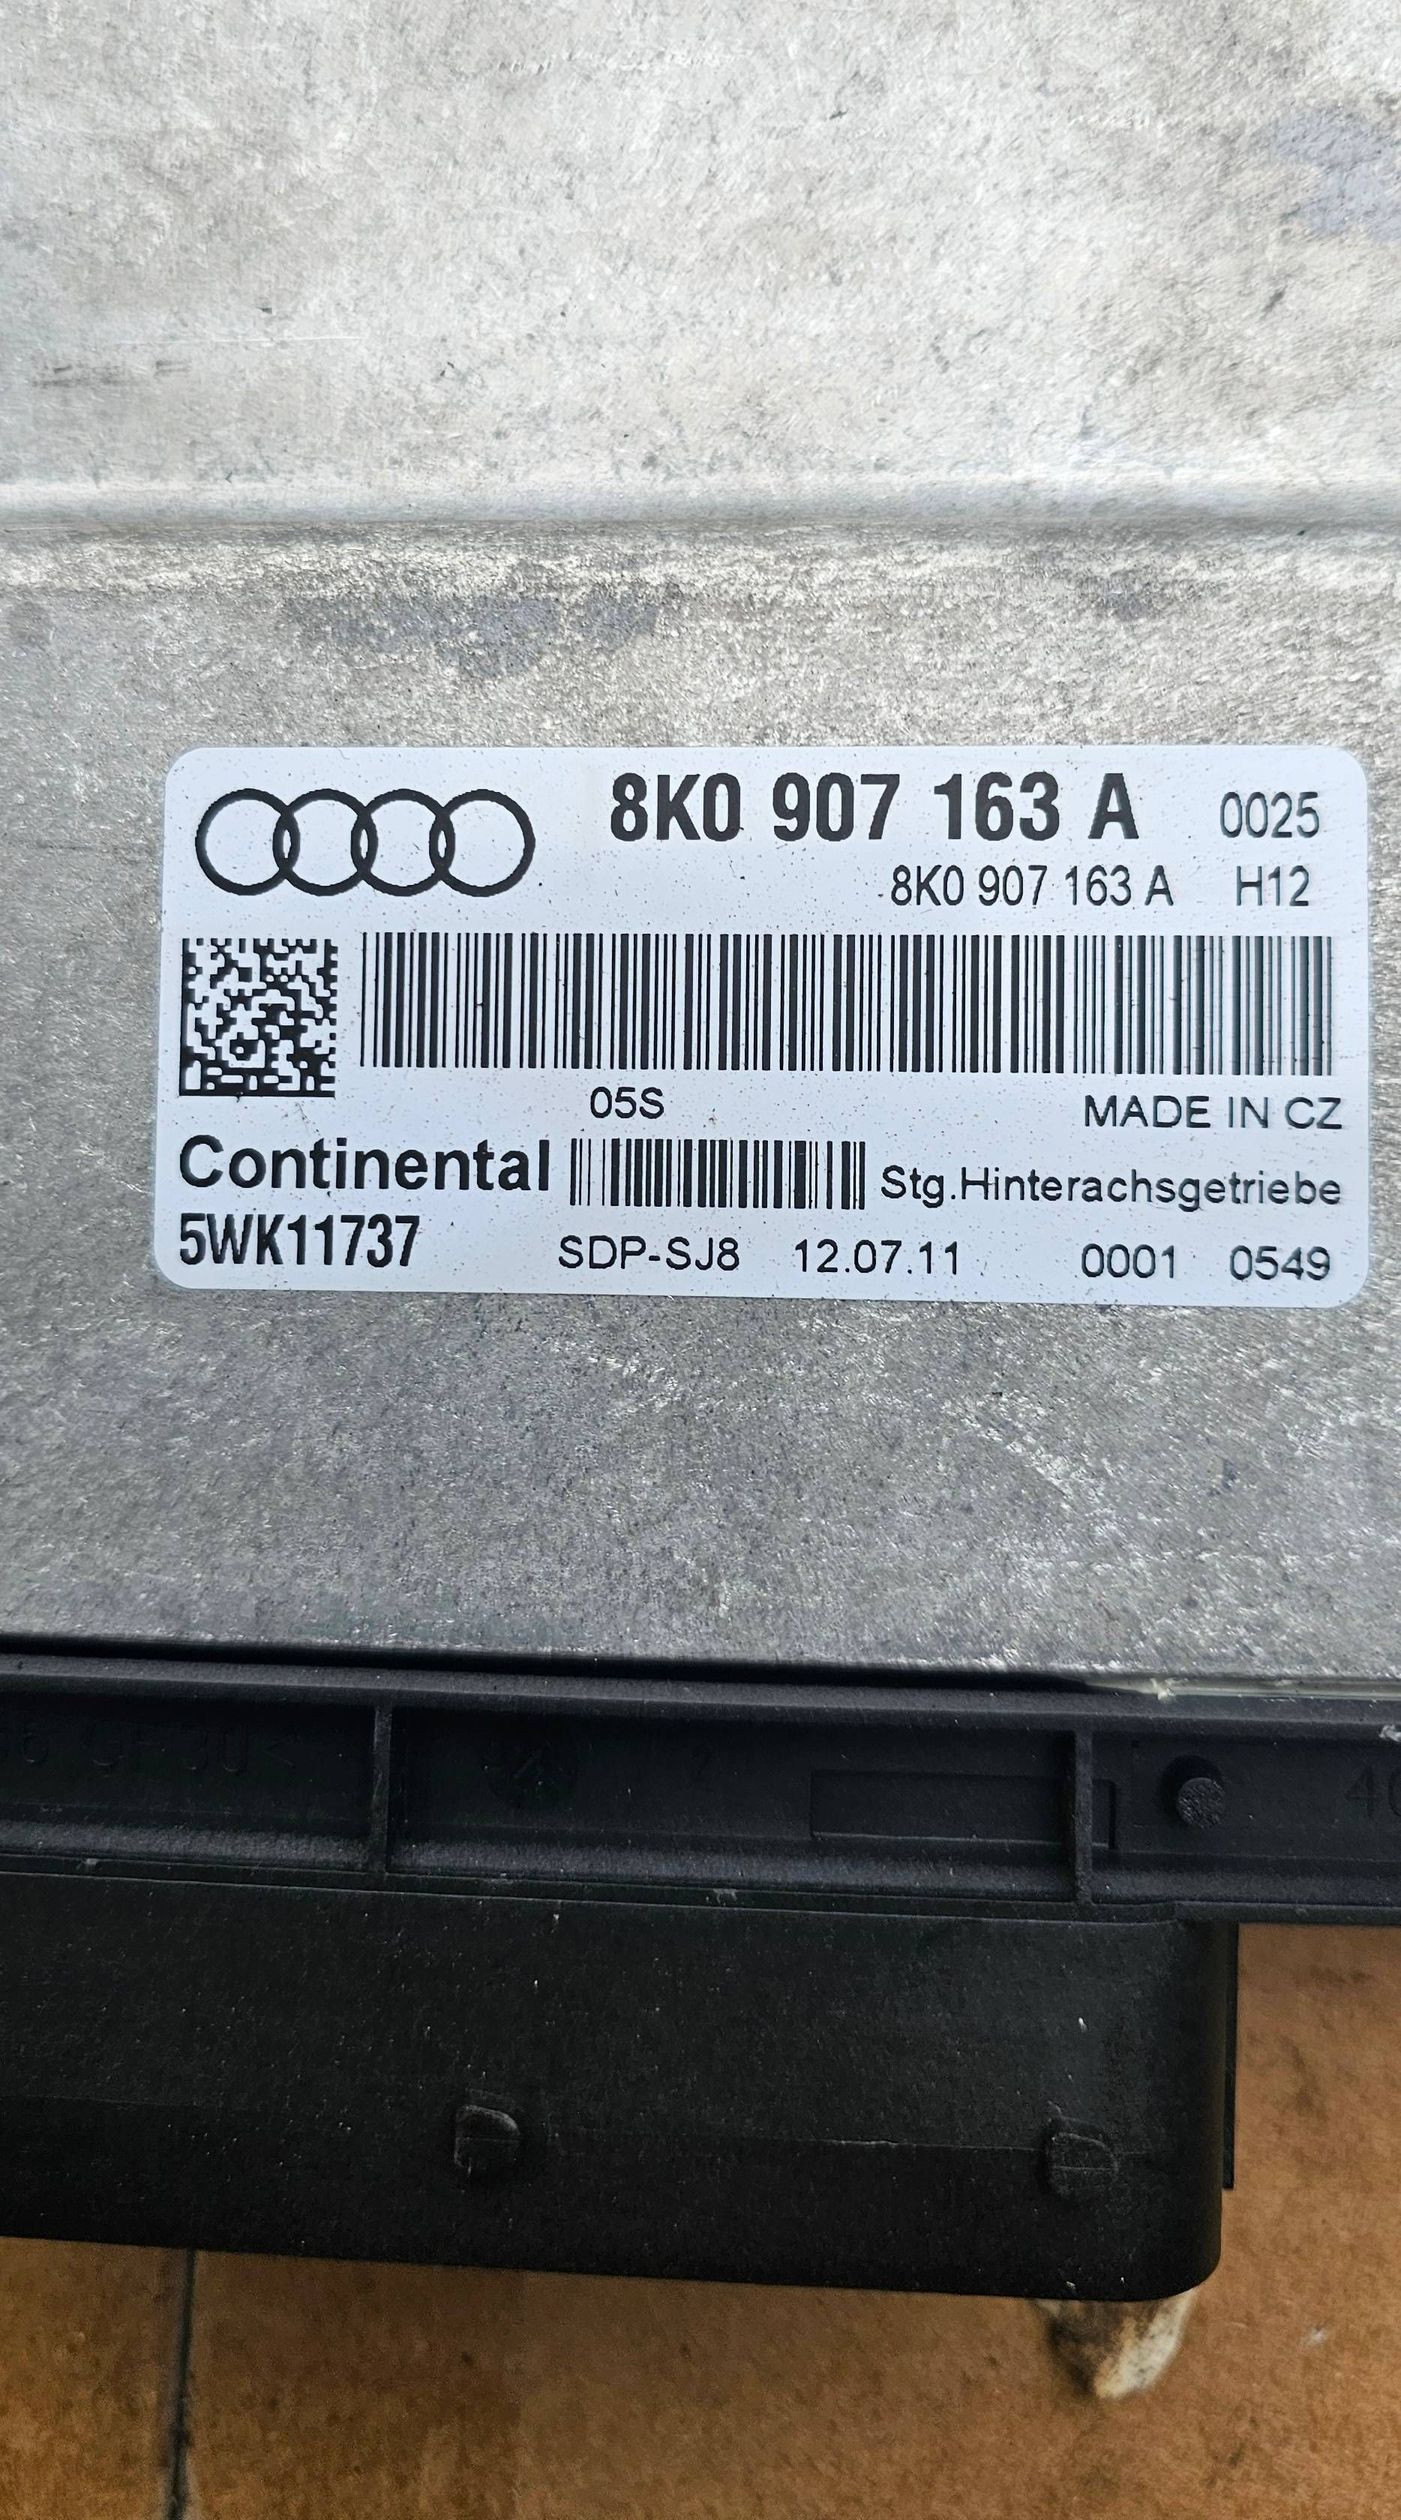 8K0 907 163 A 0025
8K0 907 163 A H12
05S MADE IN CZ
Continental Stg.Hinterachsgetriebe
5WK11737 SDP-SJ8 12.07.11 0001 0549